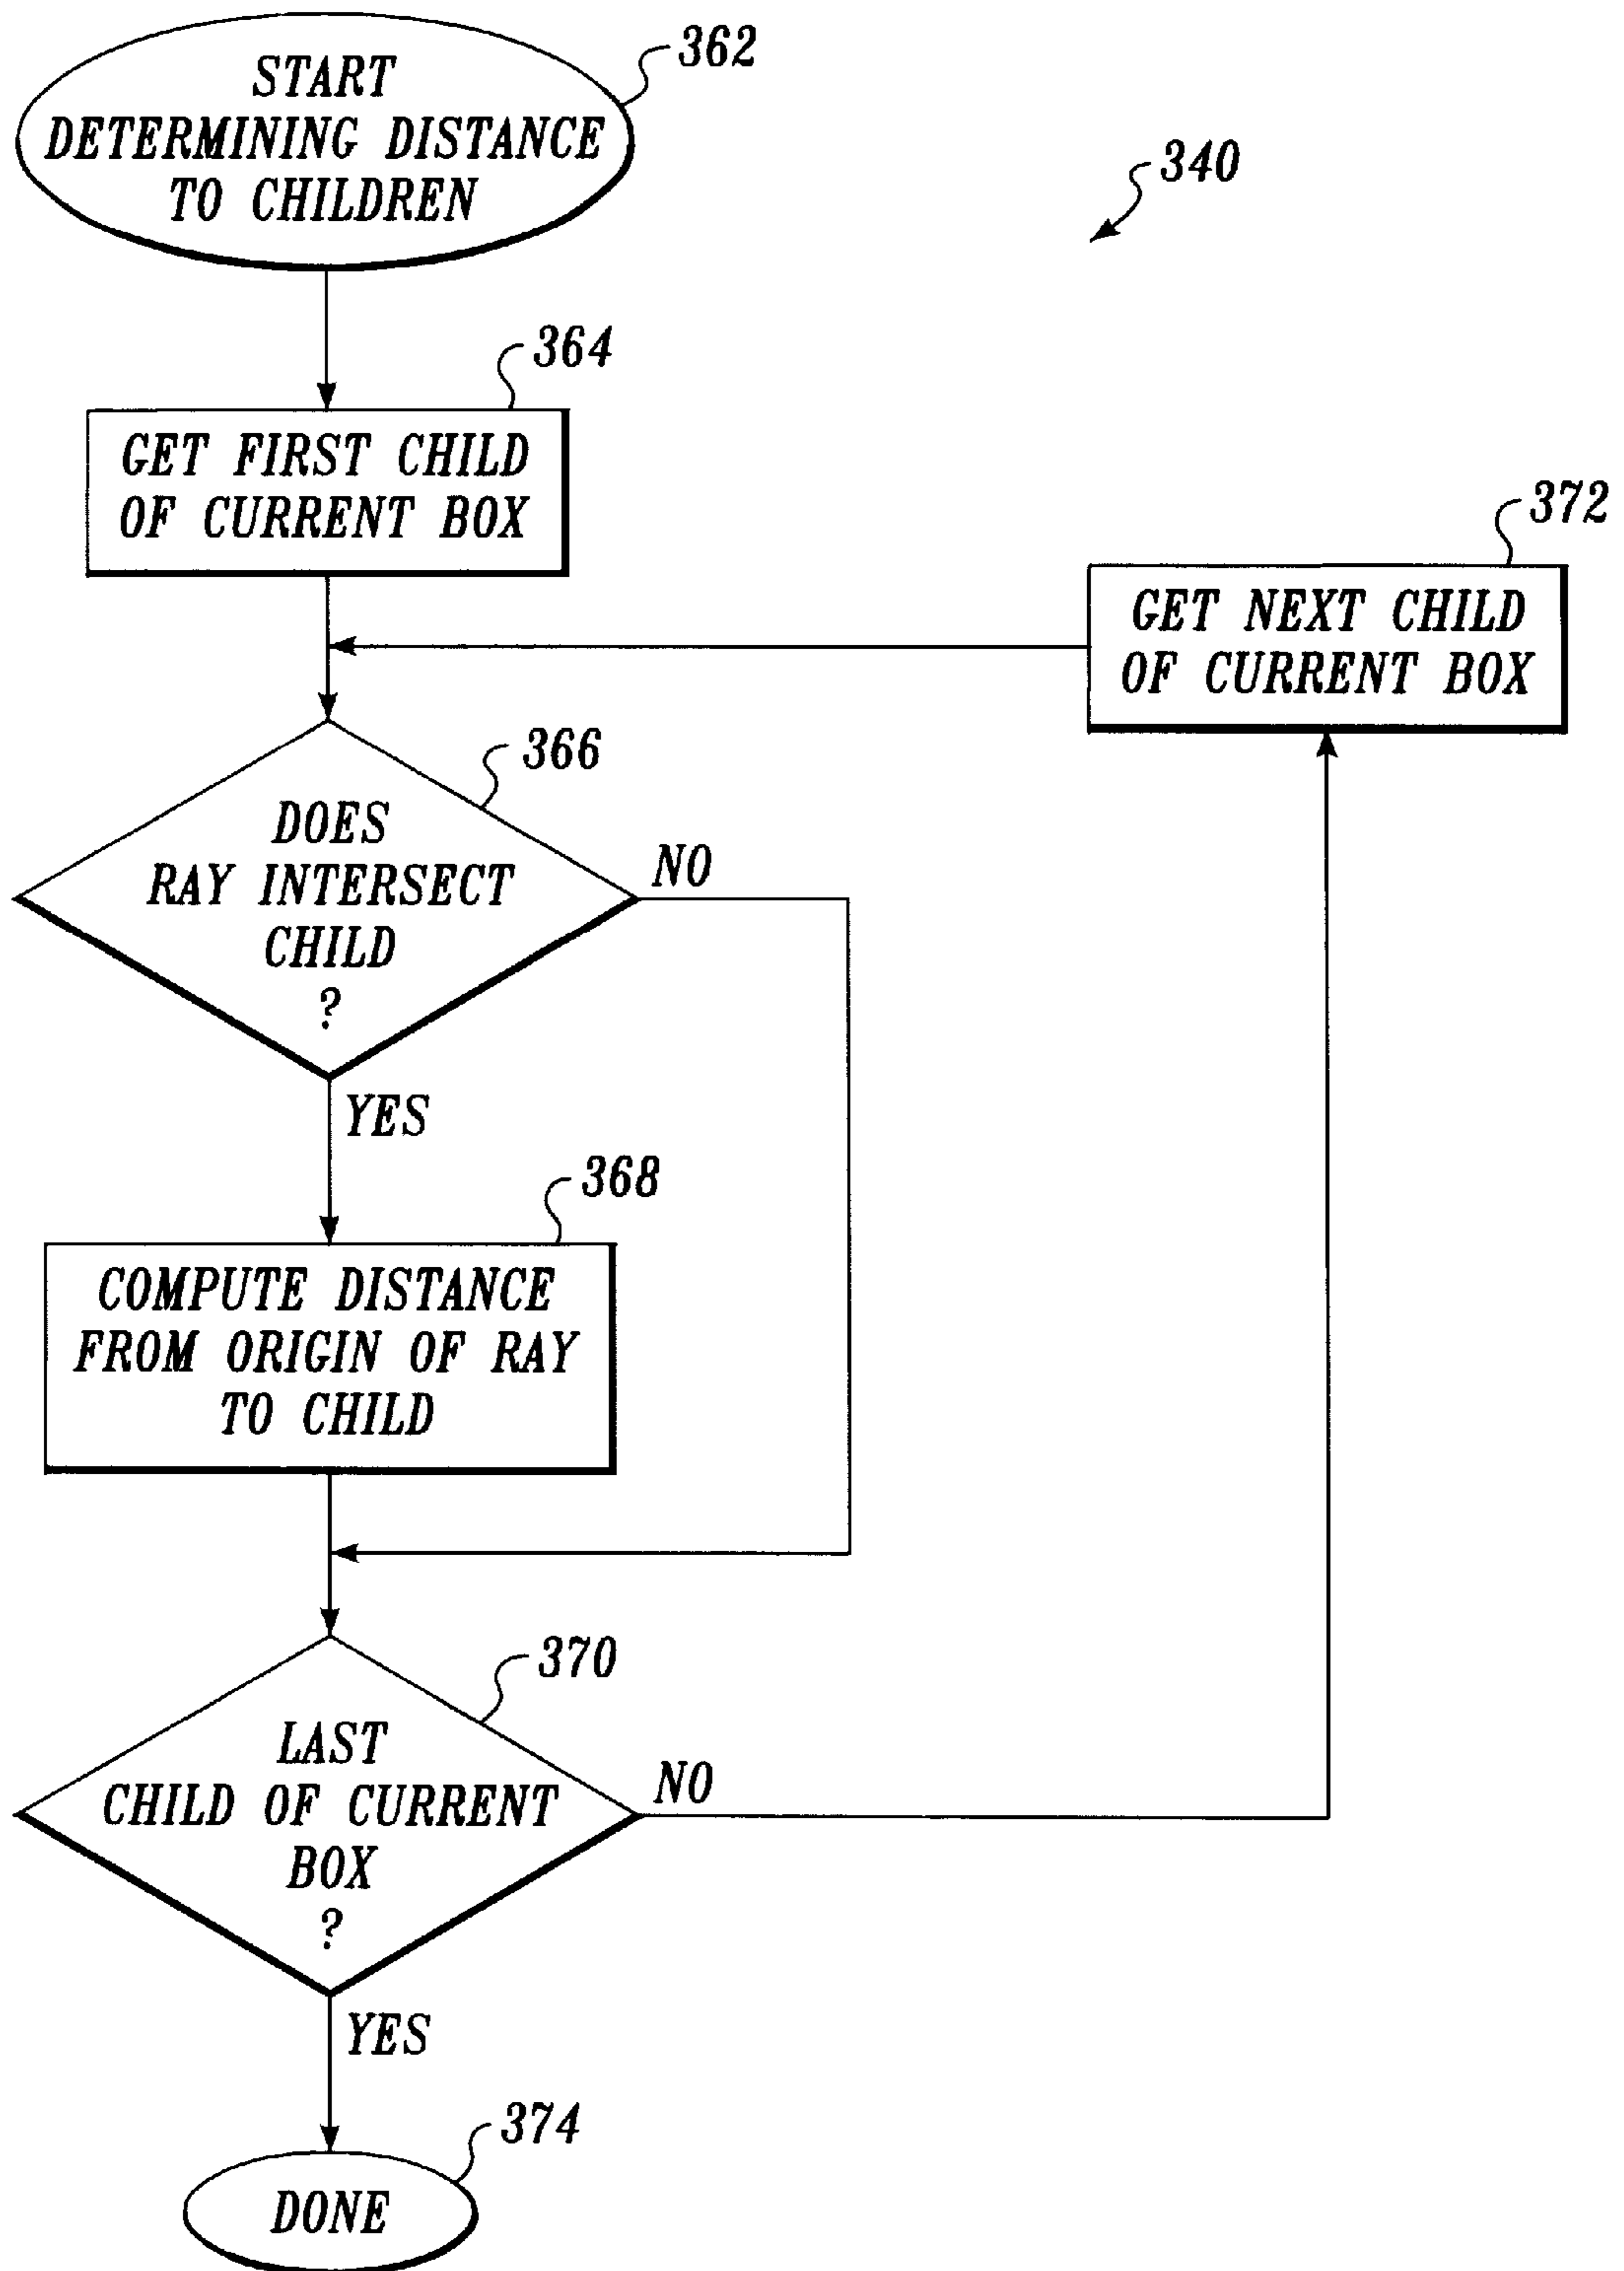 362
START
DETERMINING DISTANCE
TO CHILDREN
340
364
GET FIRST CHILD
OF CURRENT BOX
372
GET NEXT CHILD
OF CURRENT BOX
366
DOES
RAY INTERSECT
CHILD
?
NO
YES
368
COMPUTE DISTANCE
FROM ORIGIN OF RAY
TO CHILD
370
LAST
CHILD OF CURRENT
BOX
?
NO
YES
374
DONE